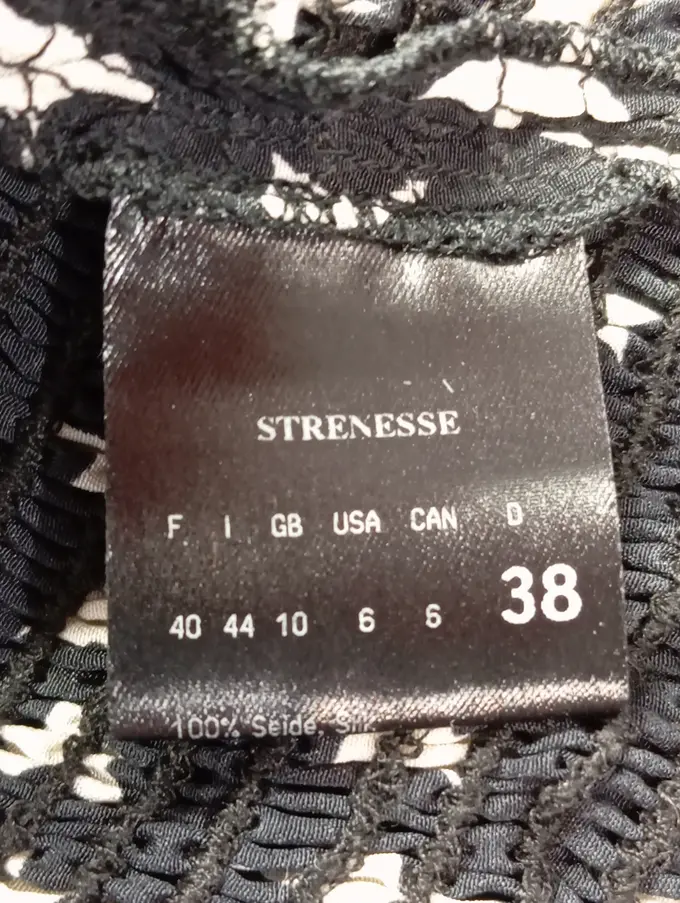 STRENESSE
F I GB USA CAN D
40 44 10 6 6 38
100% Seide